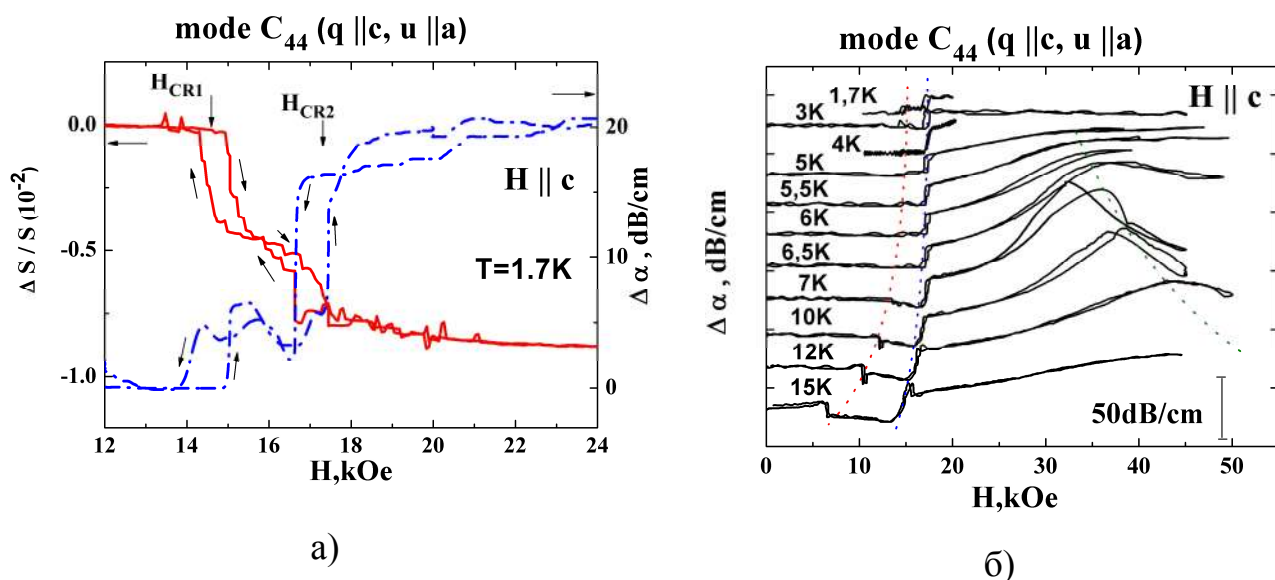 mode C44 (q ||c, u ||a)
HCR1
HCR2
H || c
T=1.7K
0.0
-0.5
-1.0
Δ S / S (10-2)
20
10
0
Δ α , dB/cm
12 14 16 18 20 22 24
H,kOe
а)
mode C44 (q ||c, u ||a)
H || c
1,7K
3K
4K
5K
5,5K
6K
6,5K
7K
10K
12K
15K
50dB/cm
Δ α , dB/cm
0 10 20 30 40 50
H,kOe
б)